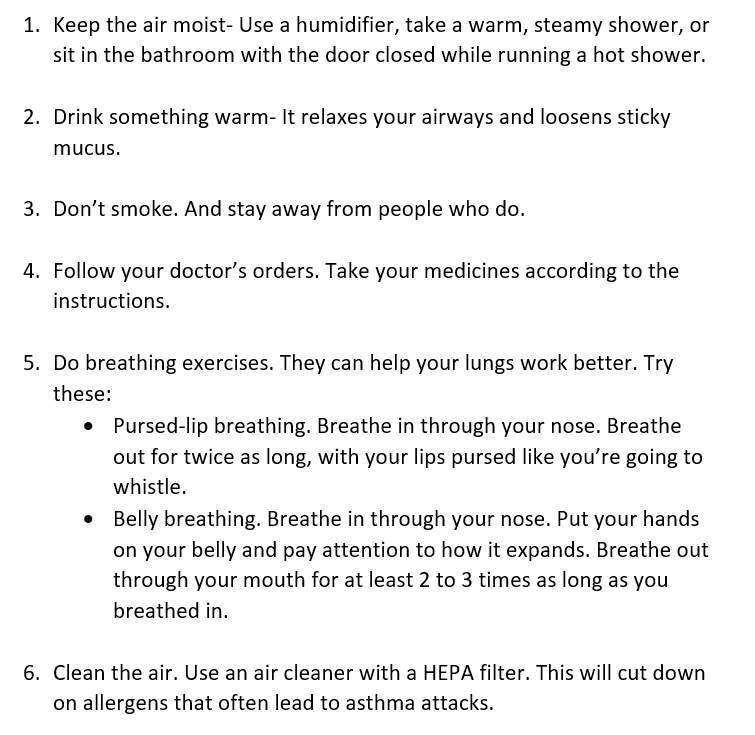 1. Keep the air moist- Use a humidifier, take a warm, steamy shower, or
sit in the bathroom with the door closed while running a hot shower.
2. Drink something warm- It relaxes your airways and loosens sticky
mucus.
3. Don’t smoke. And stay away from people who do.
4. Follow your doctor’s orders. Take your medicines according to the
instructions.
5. Do breathing exercises. They can help your lungs work better. Try
these:
• Pursed-lip breathing. Breathe in through your nose. Breathe
out for twice as long, with your lips pursed like you’re going to
whistle.
• Belly breathing. Breathe in through your nose. Put your hands
on your belly and pay attention to how it expands. Breathe out
through your mouth for at least 2 to 3 times as long as you
breathed in.
6. Clean the air. Use an air cleaner with a HEPA filter. This will cut down
on allergens that often lead to asthma attacks.